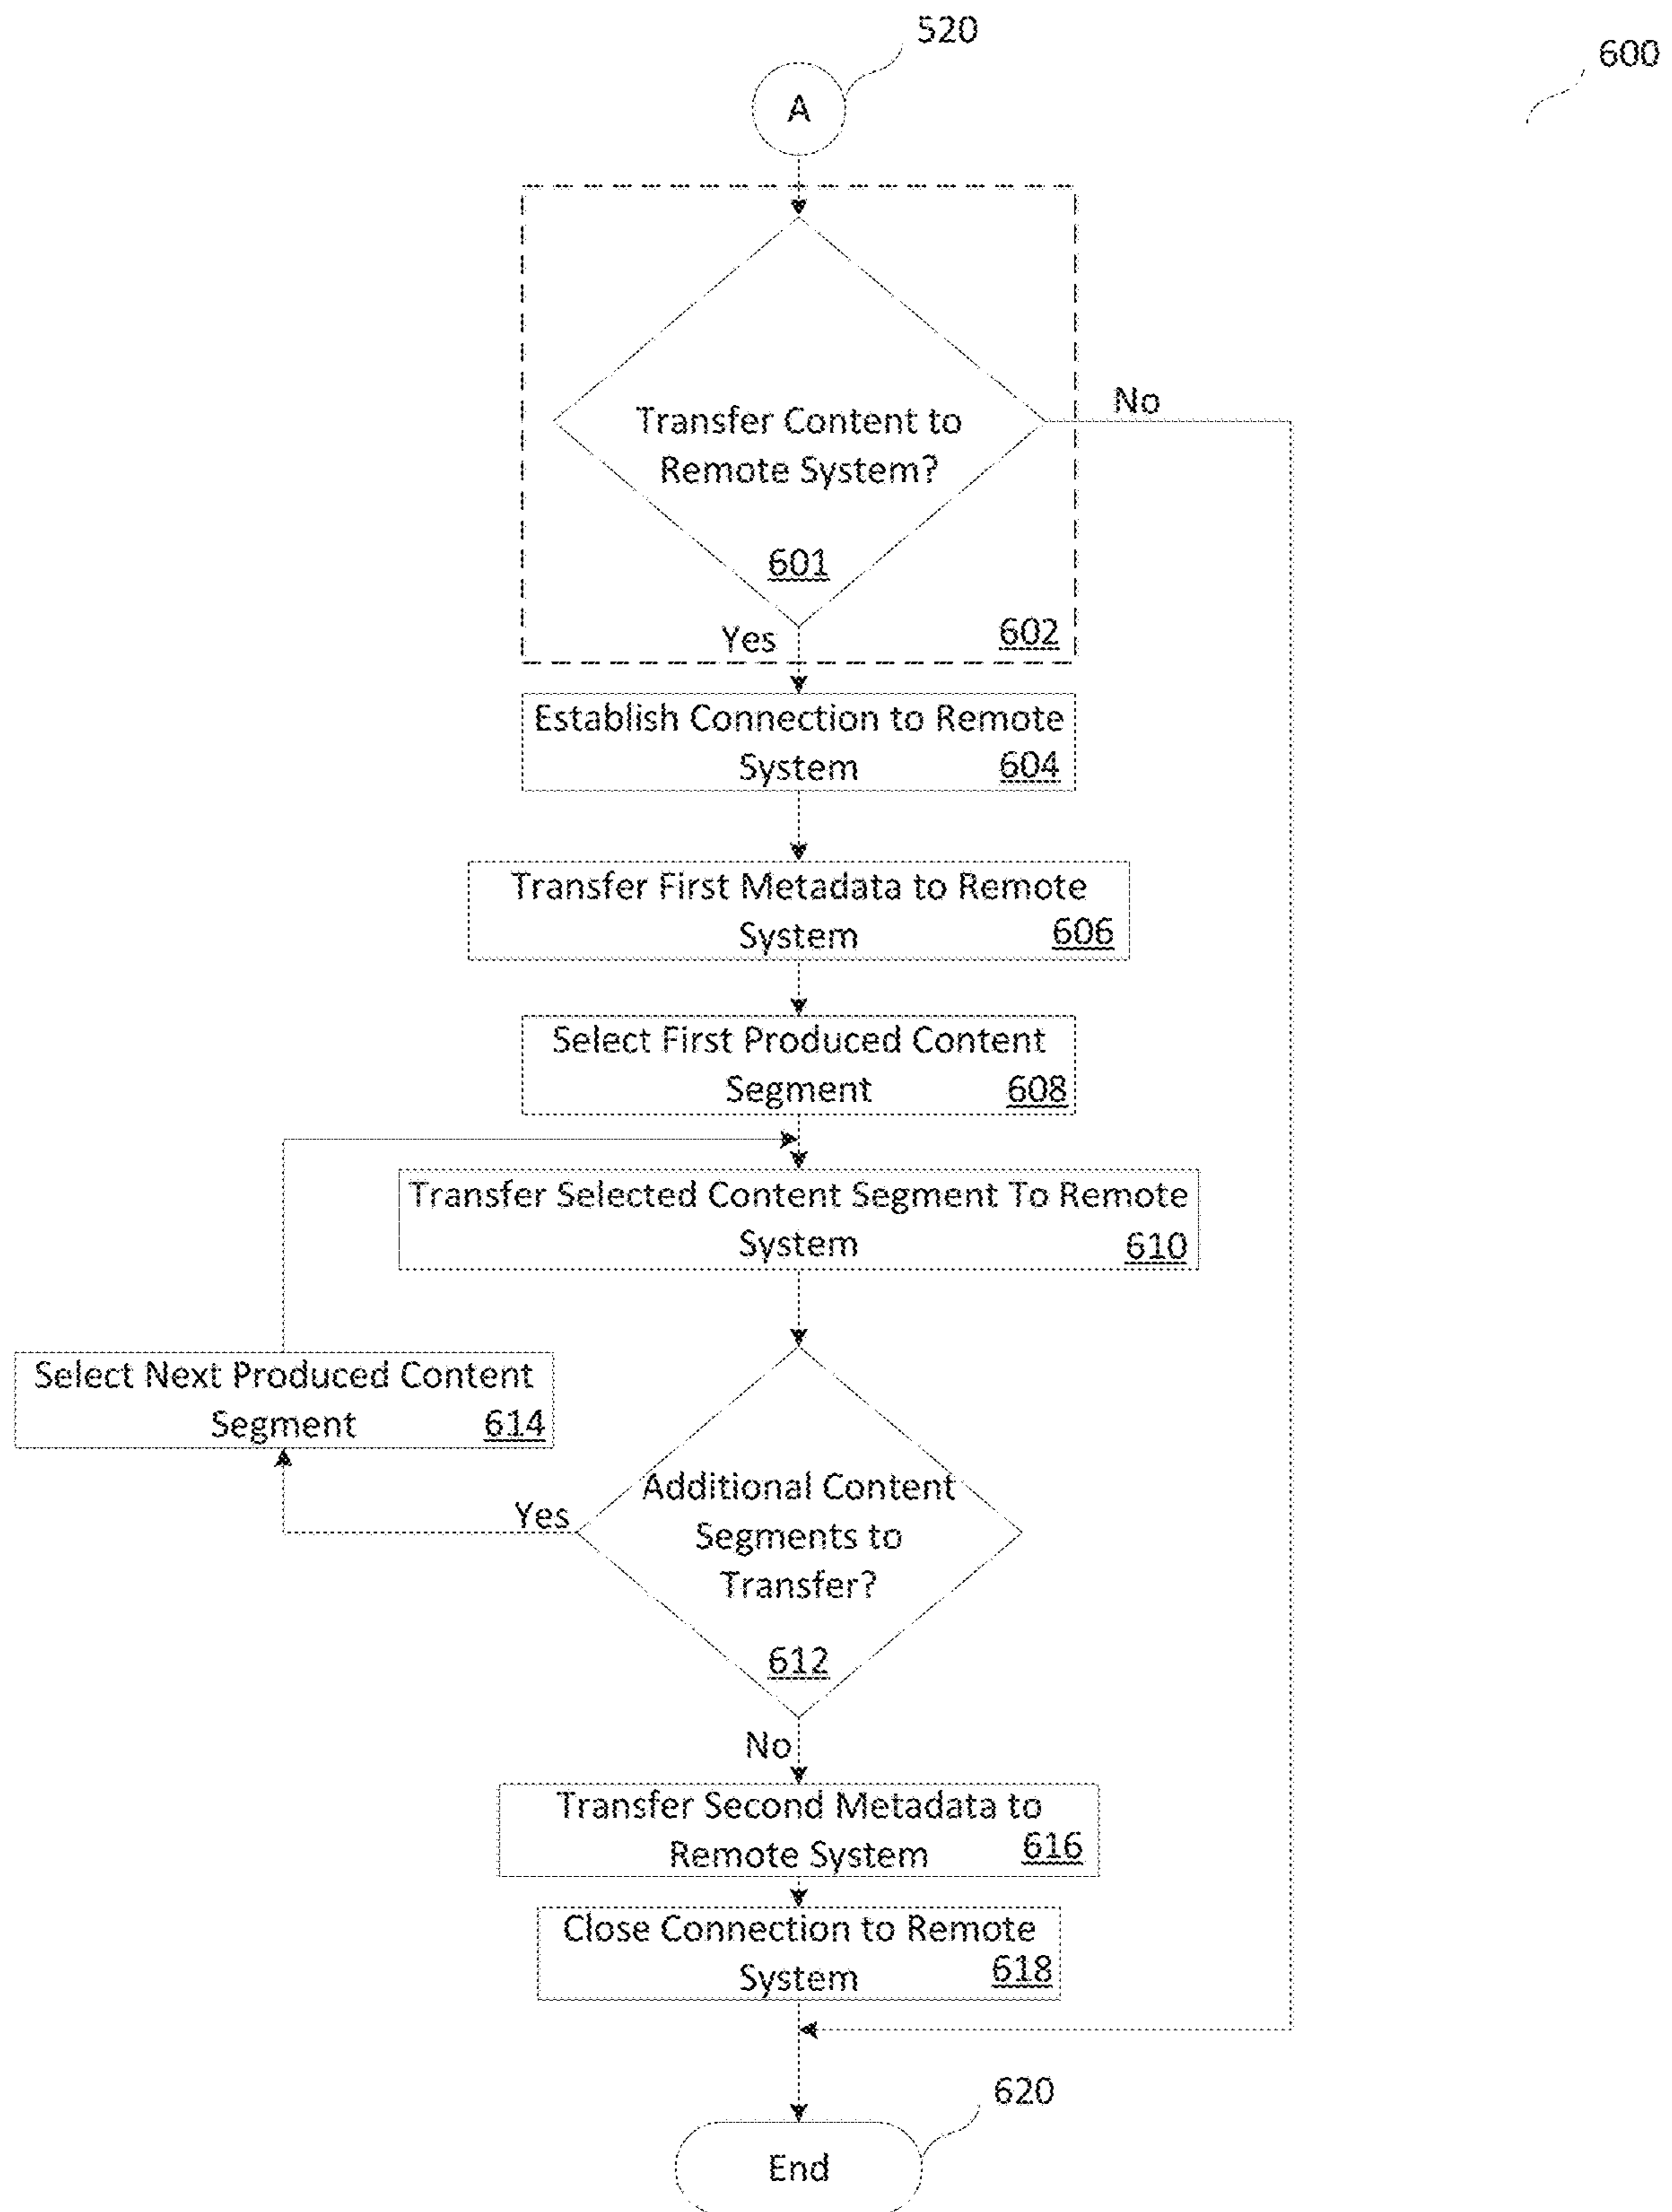 520
600
A
Transfer Content to
Remote System?
No
601
Yes
602
Establish Connection to Remote
System
604
Transfer First Metadata to Remote
System
606
Select First Produced Content
Segment
608
Transfer Selected Content Segment To Remote
System
610
Select Next Produced Content
Segment
614
Additional Content
Segments to
Transfer?
Yes
612
No
Transfer Second Metadata to
Remote System
616
Close Connection to Remote
System
618
620
End